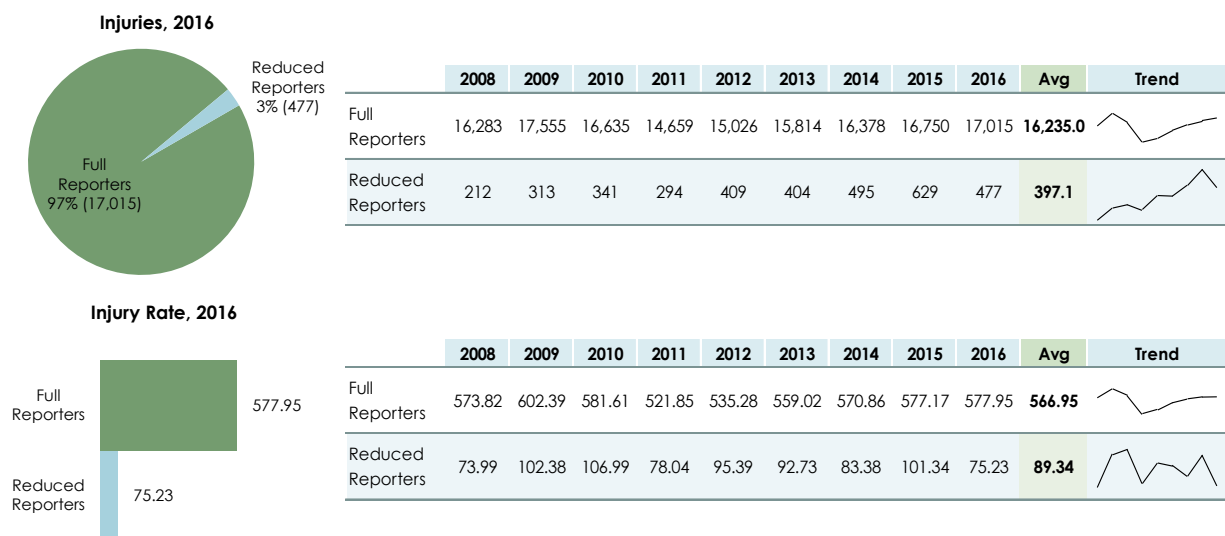 Injuries, 2016
Reduced
Reporters
3% (477)
Full
Reporters
97% (17,015)
2008 2009 2010 2011 2012 2013 2014 2015 2016 Avg Trend
Full
Reporters
16,283 17,555 16,635 14,659 15,026 15,814 16,378 16,750 17,015 16,235.0
Reduced
Reporters
212 313 341 294 409 404 495 629 477 397.1
Injury Rate, 2016
Full
Reporters
577.95
Reduced
Reporters
75.23
2008 2009 2010 2011 2012 2013 2014 2015 2016 Avg Trend
Full
Reporters
573.82 602.39 581.61 521.85 535.28 559.02 570.86 577.17 577.95 566.95
Reduced
Reporters
73.99 102.38 106.99 78.04 95.39 92.73 83.38 101.34 75.23 89.34